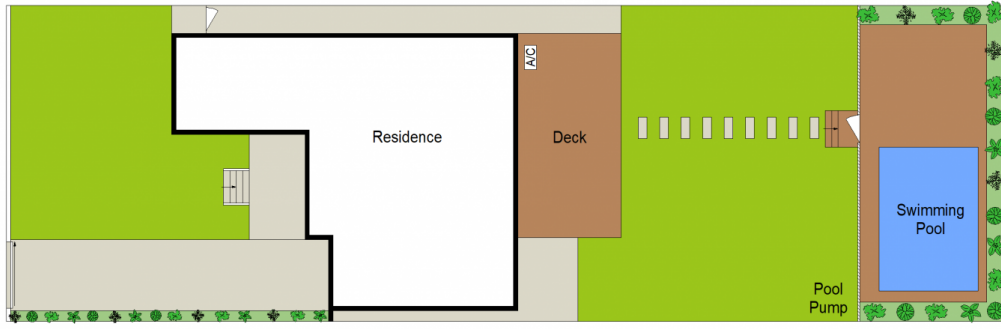 A/C
Residence
Deck
Swimming
Pool
Pool
Pump